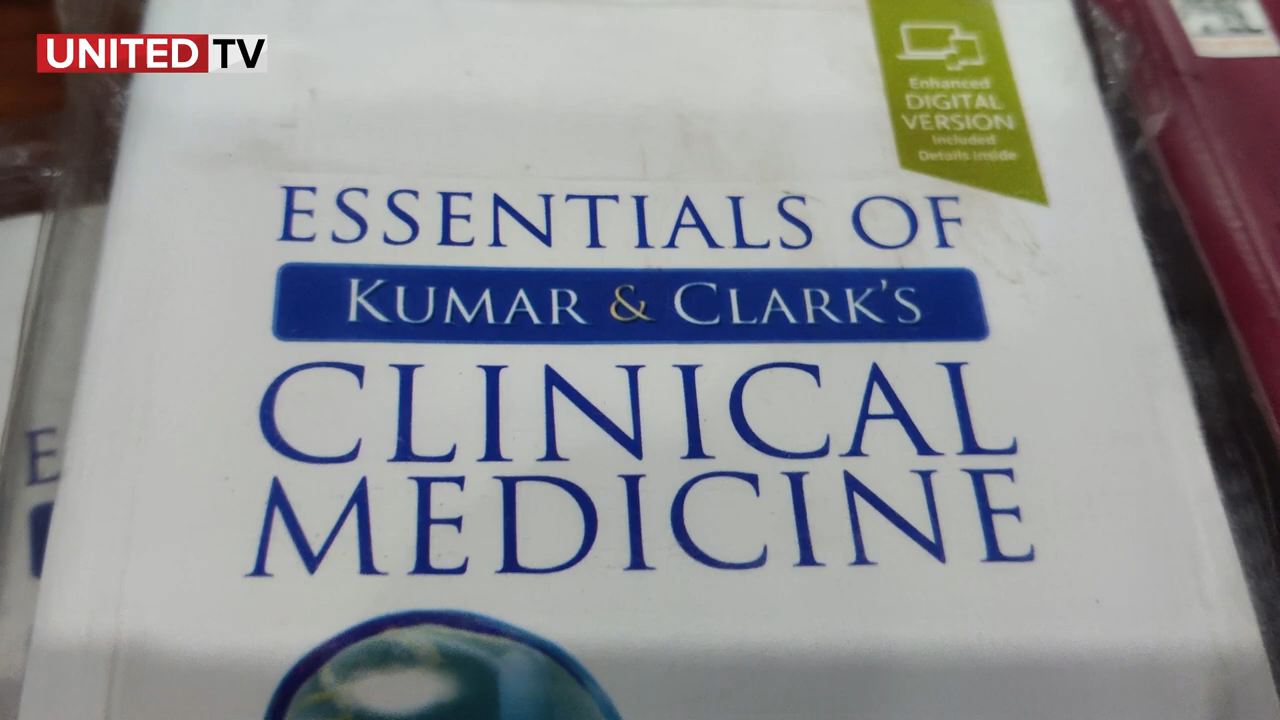 UNITED TV
Enhanced
DIGITAL
VERSION
Included
Details inside
ESSENTIALS OF
KUMAR & CLARK'S
CLINICAL
MEDICINE
E